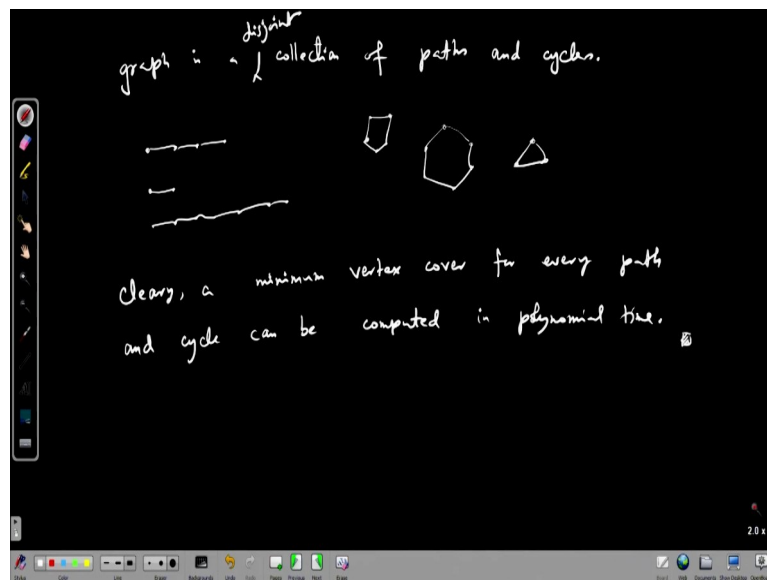 disjoint
graph is a collection of paths and cycles.
Cleary, a minimum vertex cover for every path
and cycle can be computed in polynomial time.
2.0 x